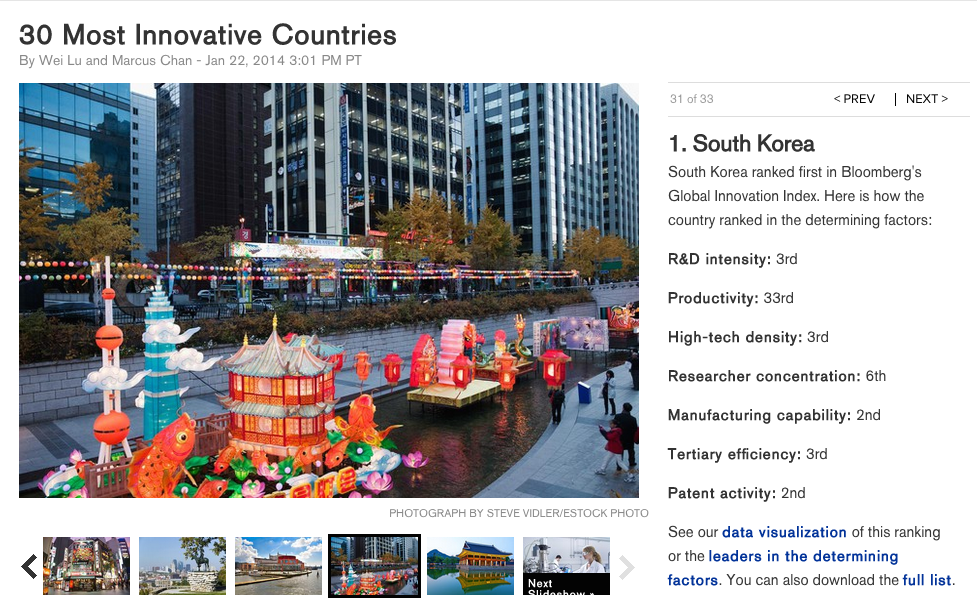 30 Most Innovative Countries
By Wei Lu and Marcus Chan - Jan 22, 2014 3:01 PM PT
31 of 33
< PREV | NEXT >
1. South Korea
South Korea ranked first in Bloomberg's
Global Innovation Index. Here is how the
country ranked in the determining factors:
R&D intensity: 3rd
Productivity: 33rd
High-tech density: 3rd
Researcher concentration: 6th
Manufacturing capability: 2nd
Tertiary efficiency: 3rd
Patent activity: 2nd
See our data visualization of this ranking
or the leaders in the determining
factors. You can also download the full list.
PHOTOGRAPH BY STEVE VIDLER/ESTOCK PHOTO
Next
Slideshow »